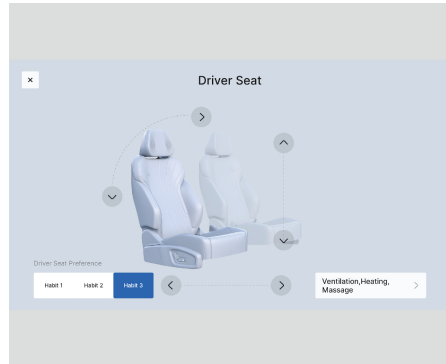 Driver Seat
Driver Seat Preference
Habit 1
Habit 2
Habit 3
Ventilation,Heating,
Massage